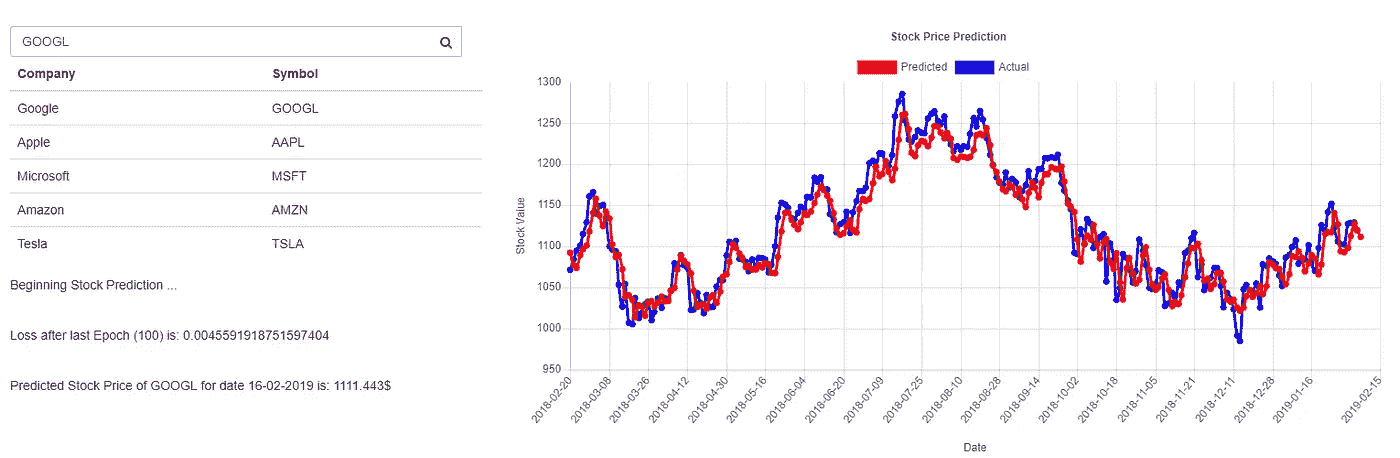 GOOGL
Company Symbol
Google GOOGL
Apple AAPL
Microsoft MSFT
Amazon AMZN
Tesla TSLA
Beginning Stock Prediction ...
Loss after last Epoch (100) is: 0.0045591918751597404
Predicted Stock Price of GOOGL for date 16-02-2019 is: 1111.443$
Stock Price Prediction
Predicted Actual
Stock Value
1300
1250
1200
1150
1100
1050
1000
950
2018-02-20 2018-03-08 2018-03-26 2018-04-12 2018-04-30 2018-05-16 2018-06-04 2018-06-20 2018-07-09 2018-07-25 2018-08-10 2018-08-28 2018-09-14 2018-10-02 2018-10-18 2018-11-05 2018-11-21 2018-12-11 2018-12-28 2019-01-16 2019-02-15
Date